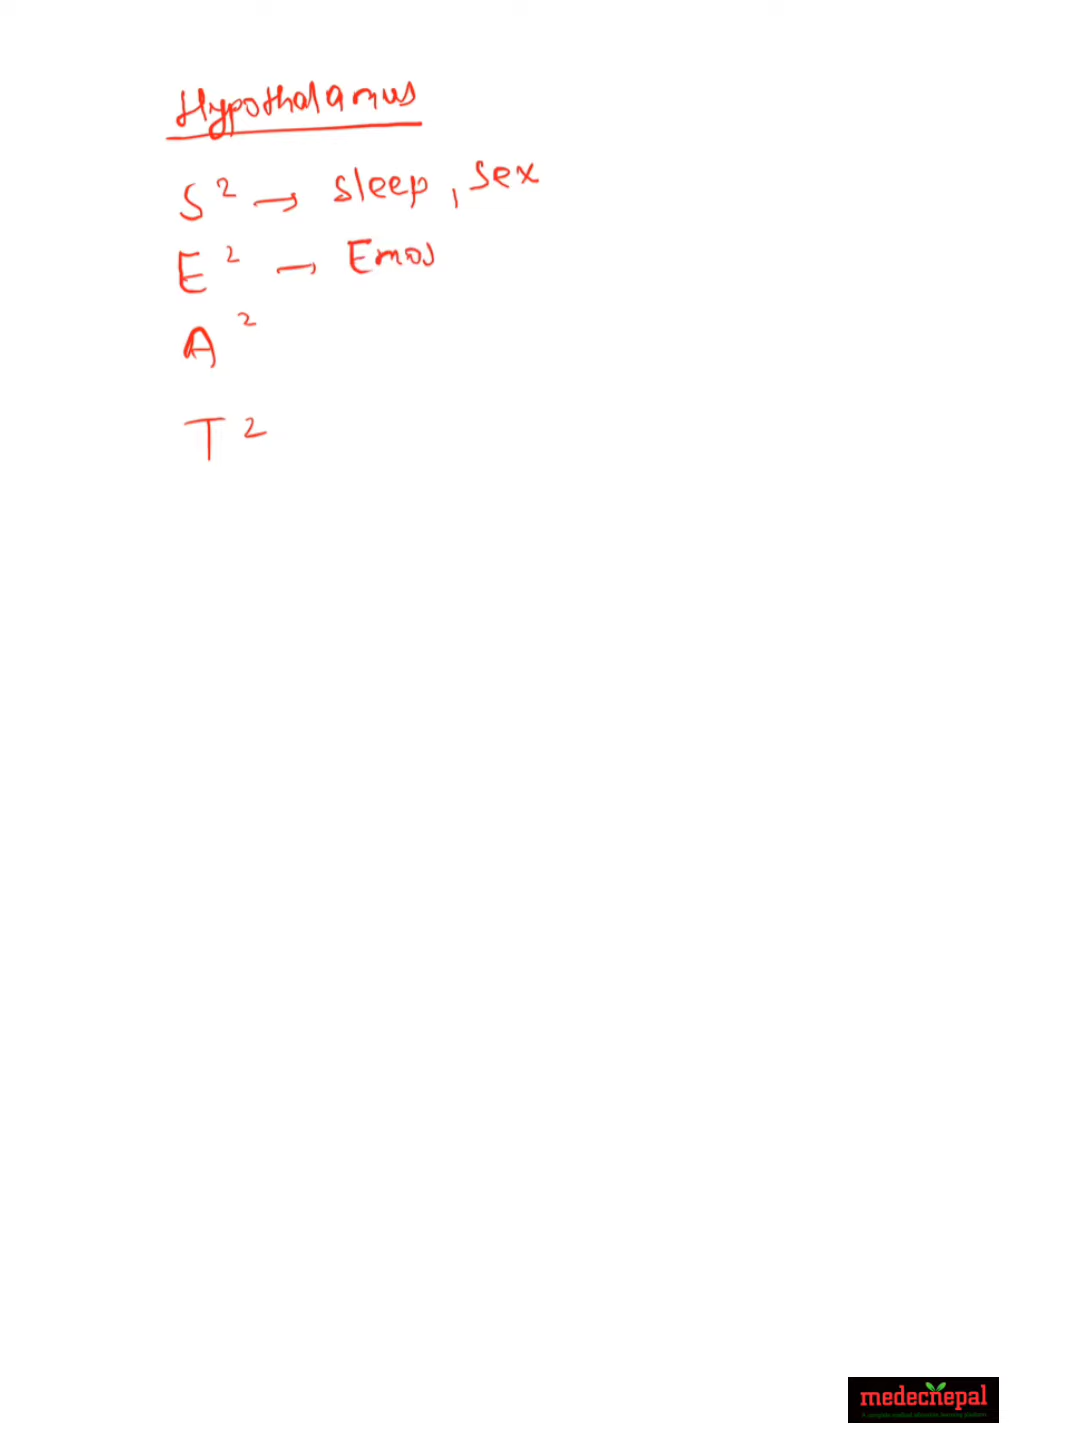 Hypothalamus
S² → sleep, sex
E² → Emos
A²
T²
medecnepal